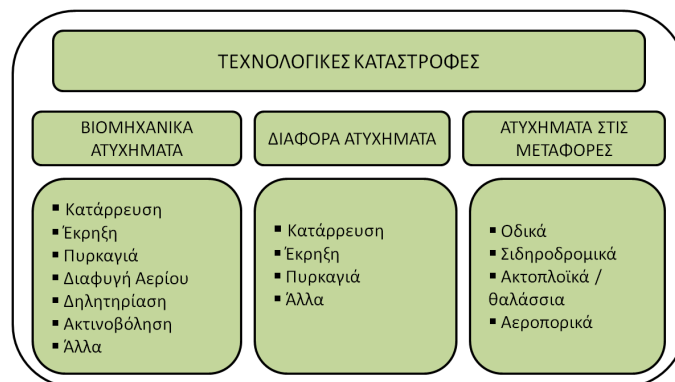 ΤΕΧΝΟΛΟΓΙΚΕΣ ΚΑΤΑΣΤΡΟΦΕΣ
ΒΙΟΜΗΧΑΝΙΚΑ
ΑΤΥΧΗΜΑΤΑ
▪ Κατάρρευση
▪ Έκρηξη
▪ Πυρκαγιά
▪ Διαφυγή Αερίου
▪ Δηλητηρίαση
▪ Ακτινοβόληση
▪ Άλλα
ΔΙΑΦΟΡΑ ΑΤΥΧΗΜΑΤΑ
▪ Κατάρρευση
▪ Έκρηξη
▪ Πυρκαγιά
▪ Άλλα
ΑΤΥΧΗΜΑΤΑ ΣΤΙΣ
ΜΕΤΑΦΟΡΕΣ
▪ Οδικά
▪ Σιδηροδρομικά
▪ Ακτοπλοϊκά /
θαλάσσια
▪ Αεροπορικά